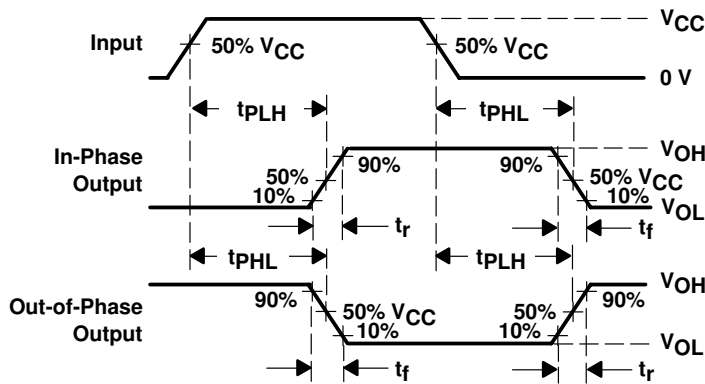 VCC
Input
50% VCC
50% VCC
0 V
tPLH
tPHL
In-Phase
Output
90%
90%
VOH
50%
50% VCC
10%
10%
VOL
tr
tf
tPHL
tPLH
Out-of-Phase
Output
90%
90%
VOH
50% VCC
50%
10%
10%
VOL
tf
tr